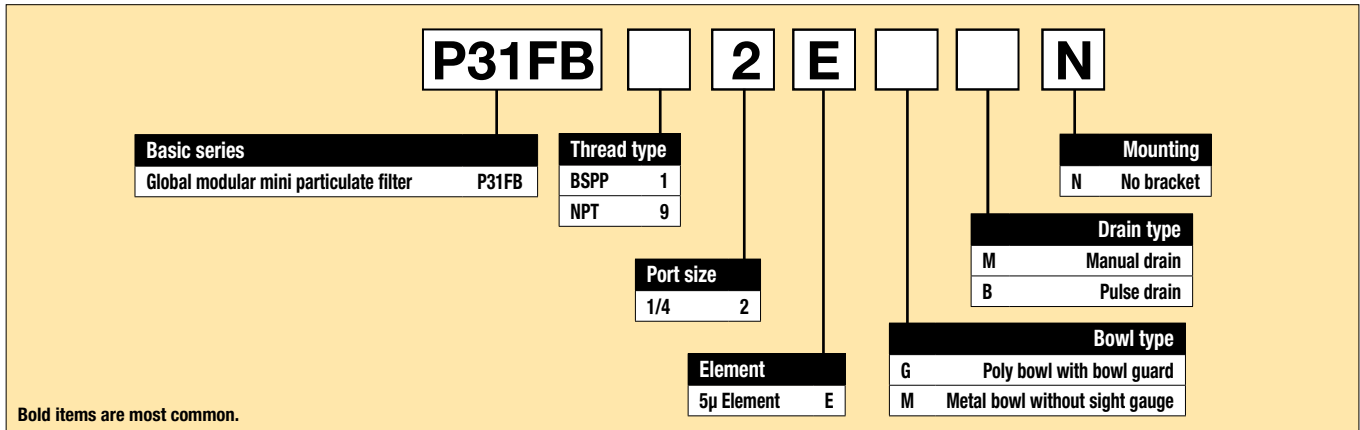 P31FB 2 E N
Basic series
Global modular mini particulate filter P31FB
Thread type
BSPP 1
NPT 9
Port size
1/4 2
Element
5µ Element E
Mounting
N No bracket
Drain type
M Manual drain
B Pulse drain
Bowl type
G Poly bowl with bowl guard
M Metal bowl without sight gauge
Bold items are most common.